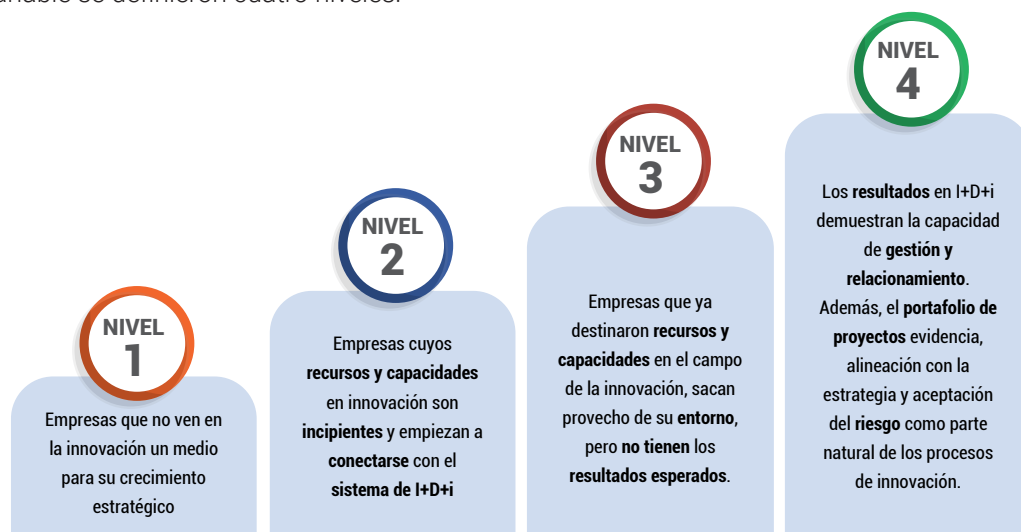 se definieron cuatro niveles.
NIVEL
1
Empresas que no ven en
la innovación un medio
para su crecimiento
estratégico
NIVEL
2
Empresas cuyos
recursos y capacidades
en innovación son
incipientes y empiezan a
conectarse con el
sistema de I+D+i
NIVEL
3
Empresas que ya
destinaron recursos y
capacidades en el campo
de la innovación, sacan
provecho de su entorno,
pero no tienen los
resultados esperados.
NIVEL
4
Los resultados en I+D+i
demuestran la capacidad
de gestión y
relacionamiento.
Además, el portafolio de
proyectos evidencia,
alineación con la
estrategia y aceptación
del riesgo como parte
natural de los procesos
de innovación.